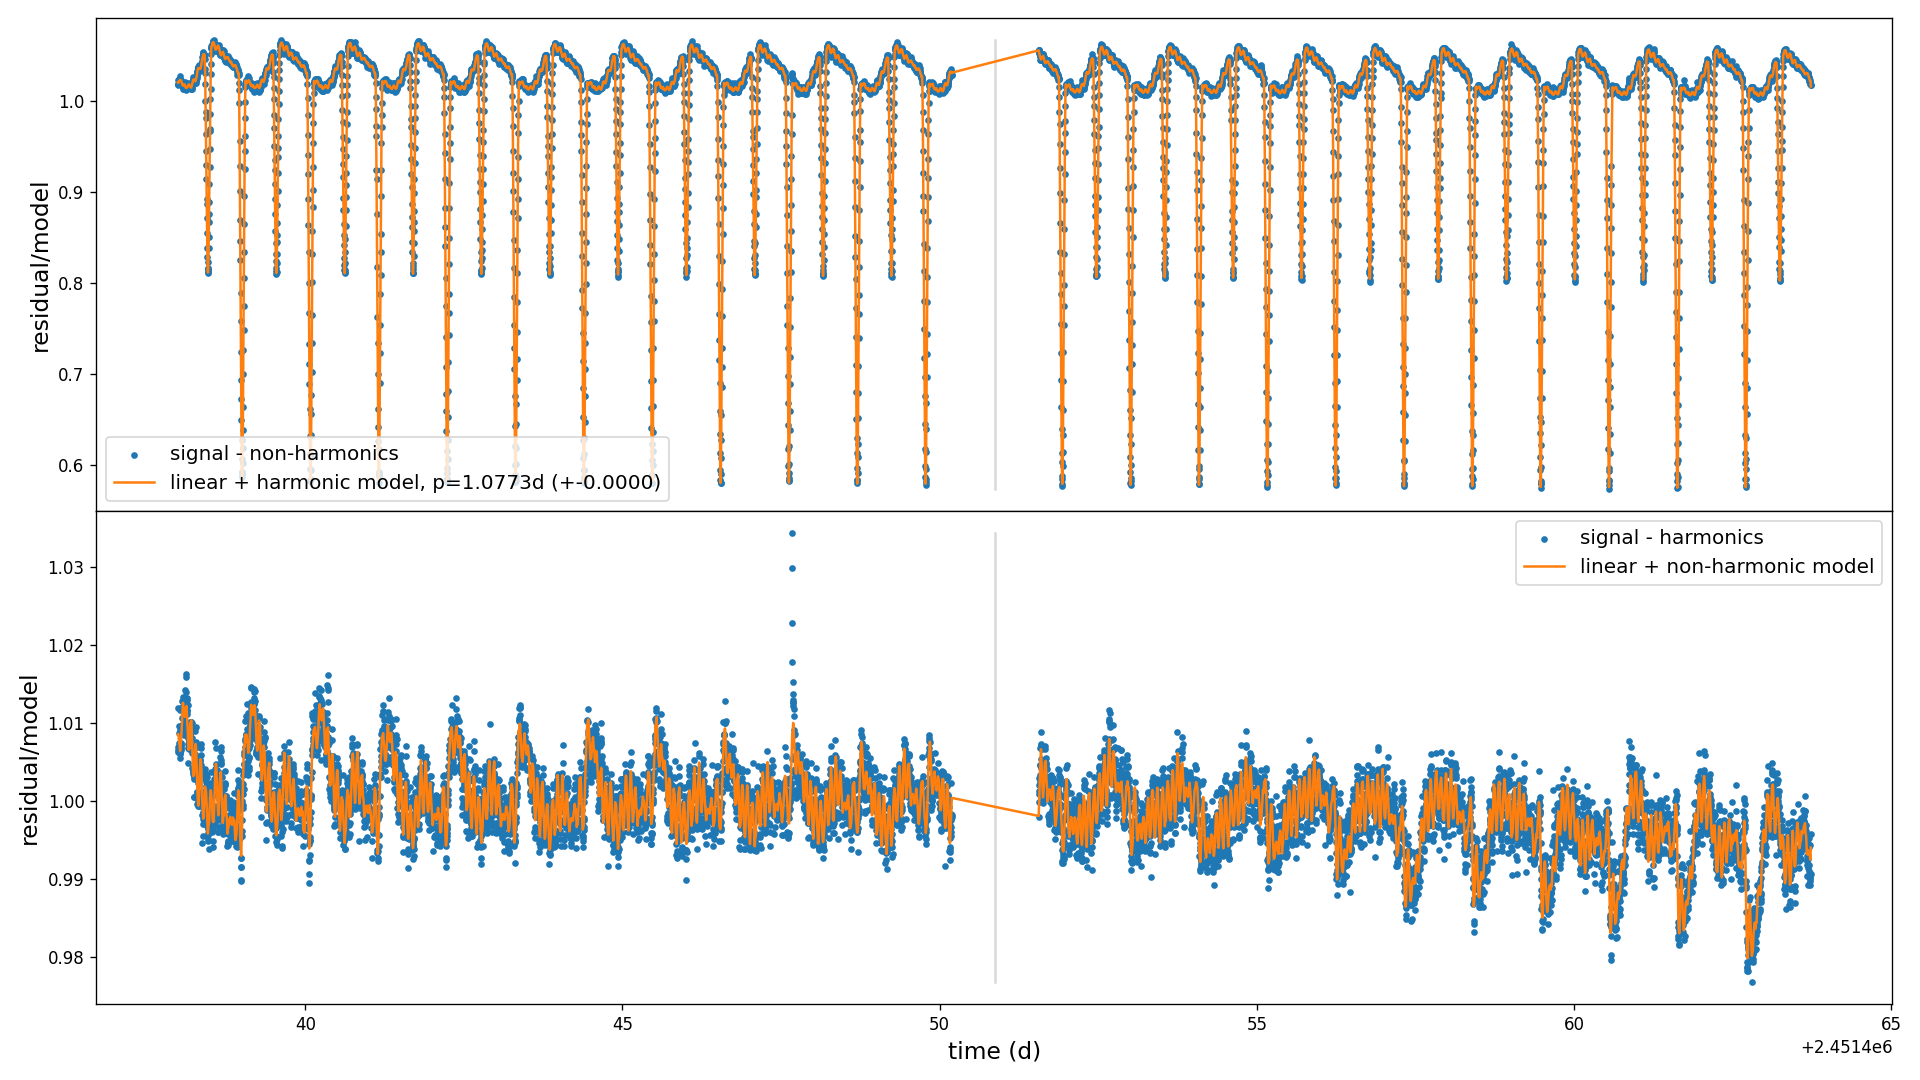 residual/model
1.0
0.9
0.8
0.7
0.6
signal - non-harmonics
linear + harmonic model, p=1.0773d (+-0.0000)
residual/model
1.03
1.02
1.01
1.00
0.99
0.98
signal - harmonics
linear + non-harmonic model
40 45 50 55 60 65
time (d)
+2.4514e6